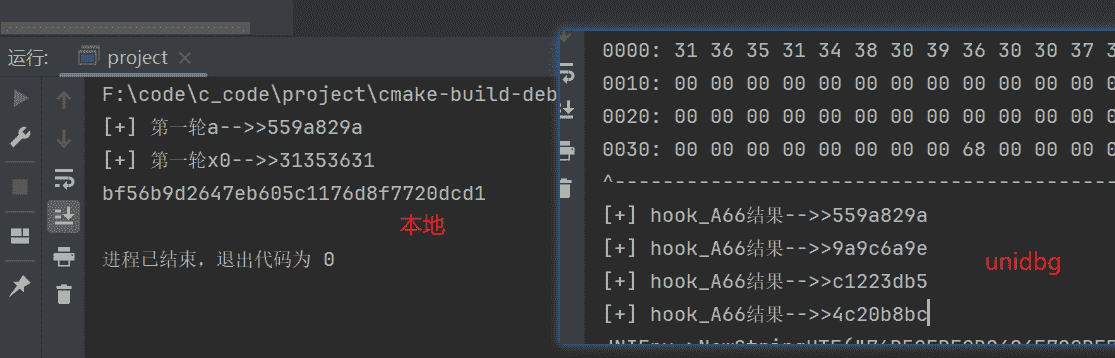 运行: project
F:\code\c_code\project\cmake-build-deb
[+] 第一轮a-->>559a829a
[+] 第一轮x0-->>31353631
bf56b9d2647eb605c1176d8f7720dcd1
本地
进程已结束，退出代码为 0
0000: 31 36 35 31 34 38 30 39 36 30 30 37 3
0010: 00 00 00 00 00 00 00 00 00 00 00 00 0
0020: 00 00 00 00 00 00 00 00 00 00 00 00 0
0030: 00 00 00 00 00 00 00 00 68 00 00 00 0
^------------------------------------------
[+] hook_A66结果-->>559a829a
[+] hook_A66结果-->>9a9c6a9e
[+] hook_A66结果-->>c1223db5
[+] hook_A66结果-->>4c20b8bc
unidbg